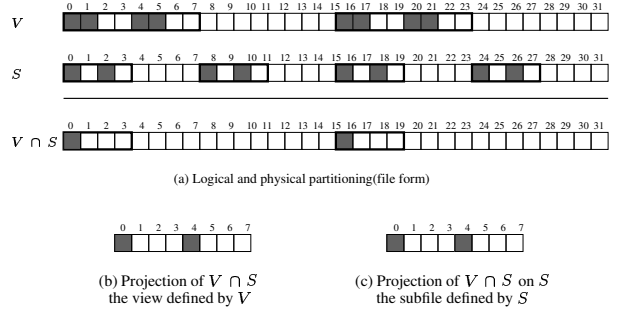 0 1 2 3 4 5 6 7 8 9 10 11 12 13 14 15 16 17 18 19 20 21 22 23 24 25 26 27 28 29 30 31
V
0 1 2 3 4 5 6 7 8 9 10 11 12 13 14 15 16 17 18 19 20 21 22 23 24 25 26 27 28 29 30 31
S
0 1 2 3 4 5 6 7 8 9 10 11 12 13 14 15 16 17 18 19 20 21 22 23 24 25 26 27 28 29 30 31
V ∩ S
(a) Logical and physical partitioning(file form)
0 1 2 3 4 5 6 7
0 1 2 3 4 5 6 7
(b) Projection of V ∩ S
the view defined by V
(c) Projection of V ∩ S on S
the subfile defined by S